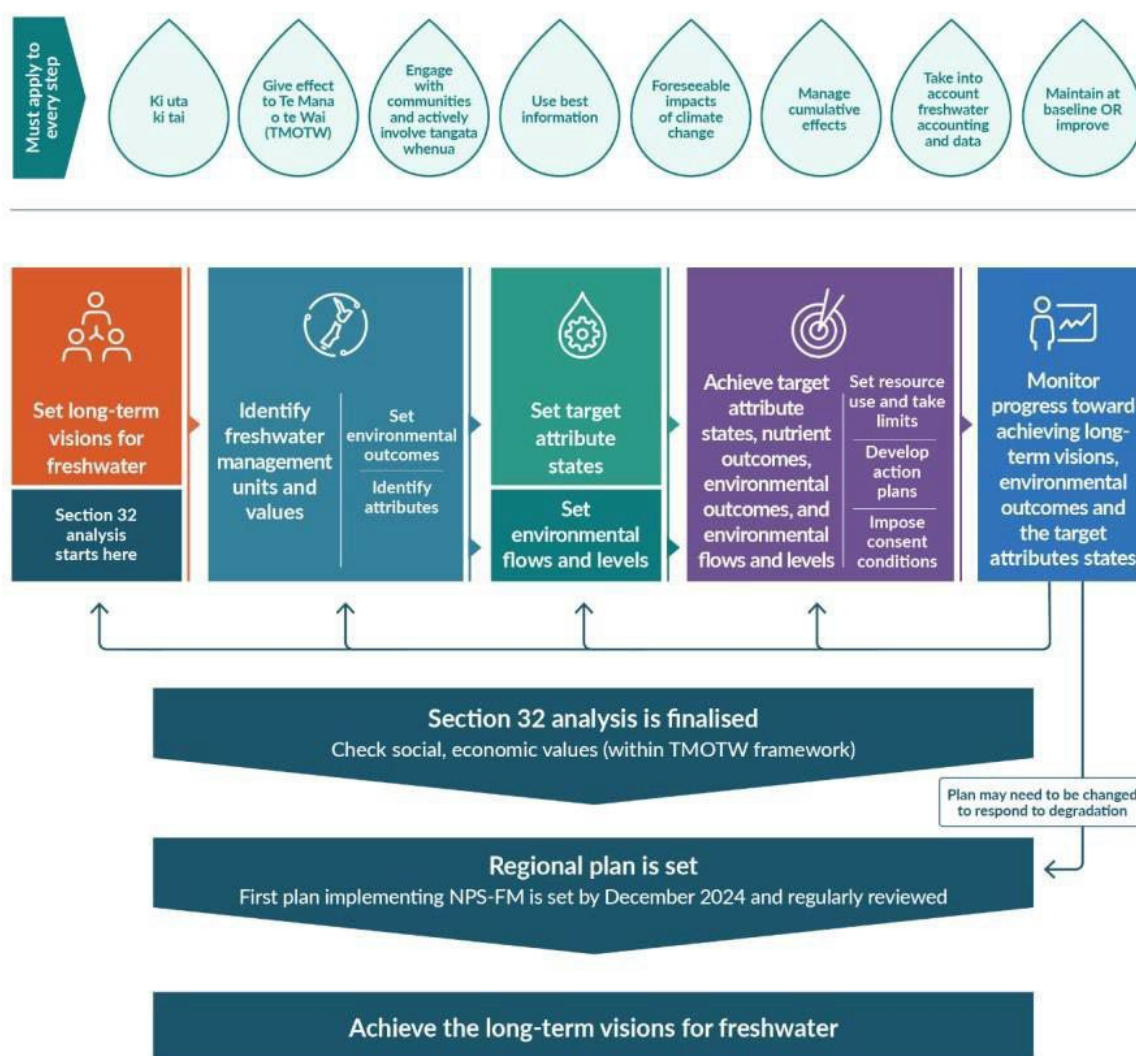 Must apply to
every step
Ki uta
ki tai
Give effect
to Te Mana
o te Wai
(TMOTW)
Engage
with
communities
and actively
involve tangata
whenua
Use best
information
Foreseeable
impacts
of climate
change
Manage
cumulative
effects
Take into
account
freshwater
accounting
and data
Maintain at
baseline OR
improve
Set long-term
visions for
freshwater
Section 32
analysis
starts here
Identify
freshwater
management
units and
values
Set
environmental
outcomes
Identify
attributes
Set target
attribute
states
Set
environmental
flows and levels
Achieve target
attribute
states, nutrient
outcomes,
environmental
outcomes, and
environmental
flows and levels
Set resource
use and take
limits
Develop
action
plans
Impose
consent
conditions
Monitor
progress toward
achieving long-
term visions,
environmental
outcomes and
the target
attributes states
Section 32 analysis is finalised
Check social, economic values (within TMOTW framework)
Plan may need to be changed
to respond to degradation
Regional plan is set
First plan implementing NPS-FM is set by December 2024 and regularly reviewed
Achieve the long-term visions for freshwater